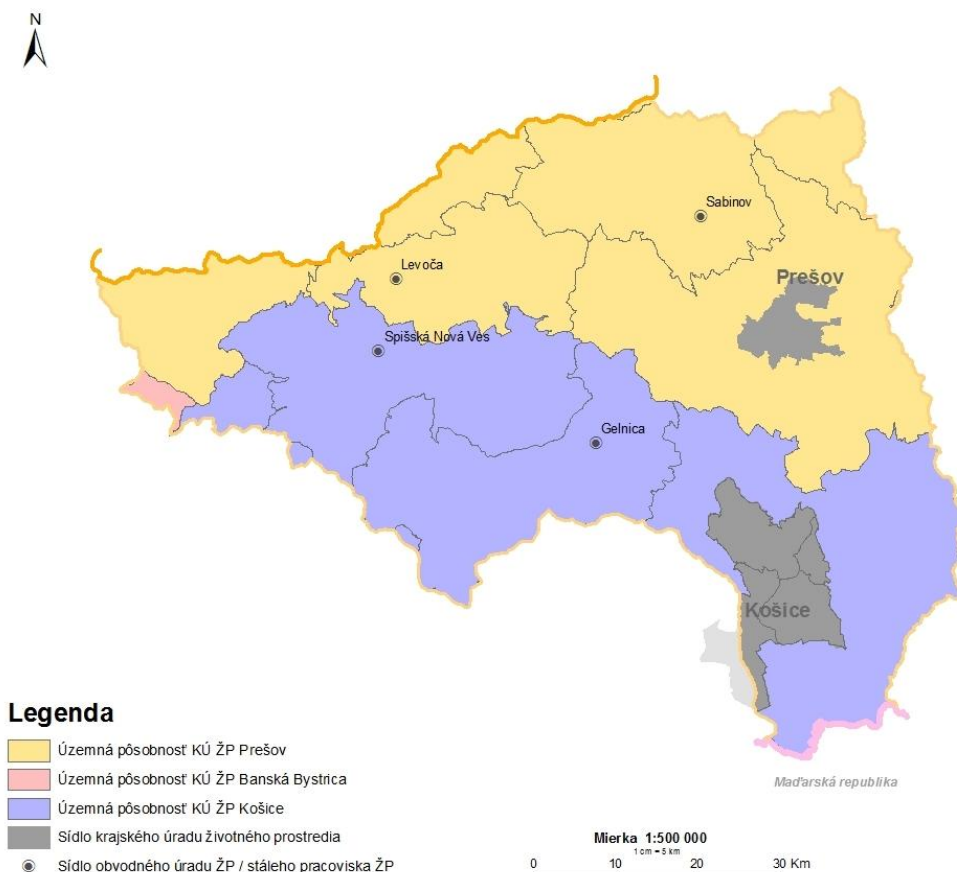 N
Sabinov
Levoča
Prešov
Spišská Nová Ves
Gelnica
Košice
Legenda
Územná pôsobnosť KÚ ŽP Prešov
Územná pôsobnosť KÚ ŽP Banská Bystrica
Územná pôsobnosť KÚ ŽP Košice
Sídlo krajského úradu životného prostredia
Sídlo obvodného úradu ŽP / stáleho pracoviska ŽP
Maďarská republika
Mierka 1:500 000
1 cm = 5 km
0 10 20 30 Km